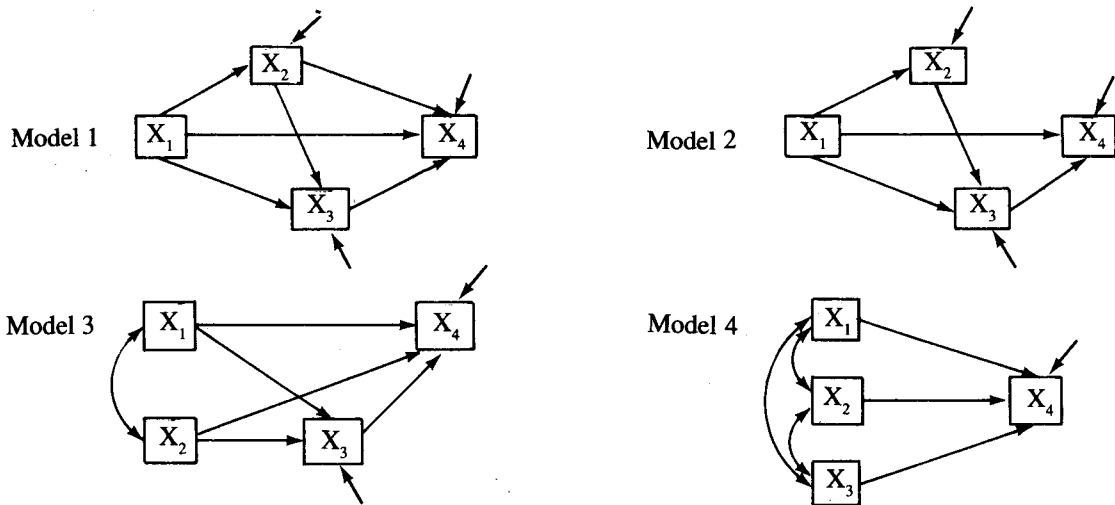 Model 1
X₁
X₂
X₃
X₄
Model 2
X₁
X₂
X₃
X₄
Model 3
X₁
X₂
X₃
X₄
Model 4
X₁
X₂
X₃
X₄